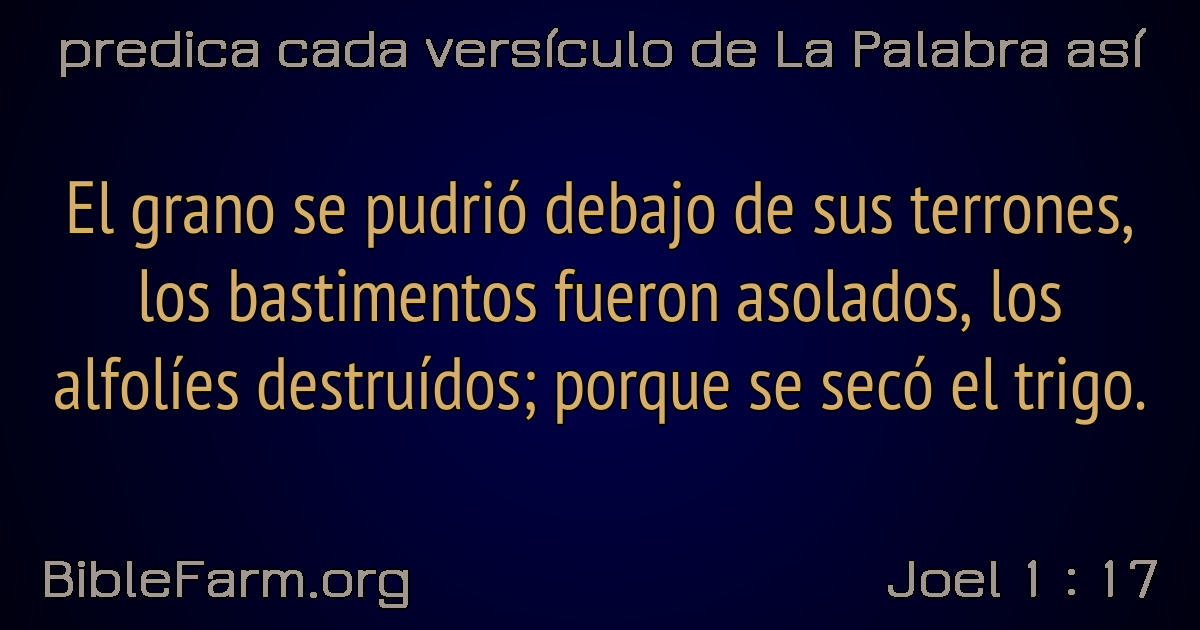 predica cada versículo de La Palabra así
El grano se pudrió debajo de sus terrones,
los bastimentos fueron asolados, los
alfolíes destruídos; porque se secó el trigo.
BibleFarm.org
Joel 1 : 17